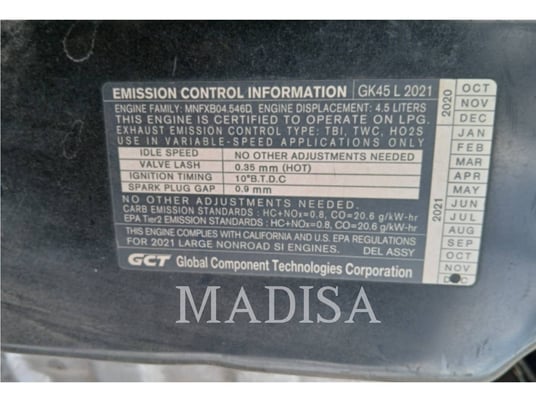 EMISSION CONTROL INFORMATION GK45 L 2021
ENGINE FAMILY: MNFXB04.546D ENGINE DISPLACEMENT: 4.5 LITERS
THIS ENGINE IS CERTIFIED TO OPERATE ON LPG.
EXHAUST EMISSION CONTROL TYPE: TBI, TWC, HO2S
USE IN VARIABLE-SPEED APPLICATIONS ONLY
IDLE SPEED NO OTHER ADJUSTMENTS NEEDED
VALVE LASH 0.35 mm (HOT)
IGNITION TIMING 10°B.T.D.C
SPARK PLUG GAP 0.9 mm
NO OTHER ADJUSTMENTS NEEDED.
CARB EMISSION STANDARDS : HC+NOx=0.8, CO=20.6 g/kW-hr
EPA Tier2 EMISSION STANDARDS : HC+NOx=0.8, CO=20.6 g/kW-hr
THIS ENGINE COMPLIES WITH CALIFORNIA AND U.S. EPA REGULATIONS
FOR 2021 LARGE NONROAD SI ENGINES. DEL ASSY
GCT Global Component Technologies Corporation
2020
OCT
NOV
DEC
2021
JAN
FEB
MAR
APR
MAY
JUN
JUL
AUG
SEP
OCT
NOV
DEC
MADISA